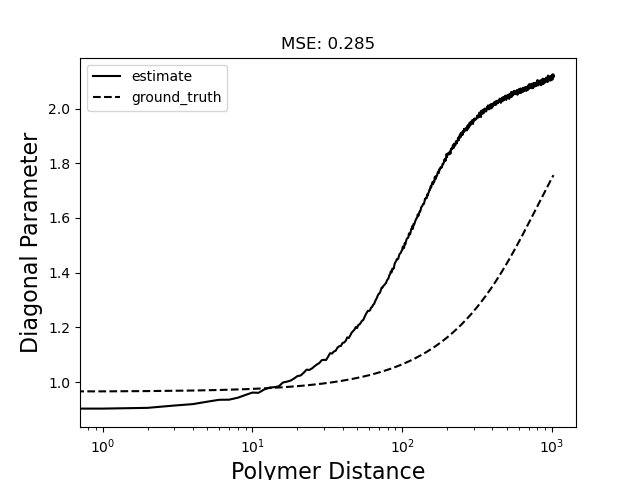 MSE: 0.285
estimate
ground_truth
Diagonal Parameter
2.0
1.8
1.6
1.4
1.2
1.0
10⁰
10¹
10²
10³
Polymer Distance